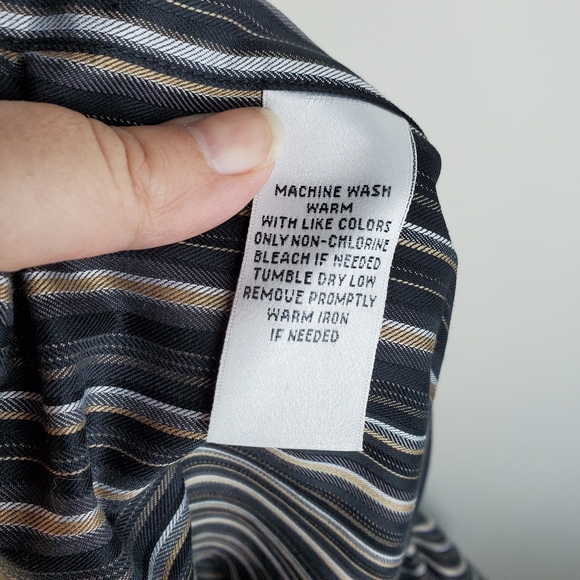 MACHINE WASH
WARM
WITH LIKE COLORS
ONLY NON-CHLORINE
BLEACH IF NEEDED
TUMBLE DRY LOW
REMOVE PROMPTLY
WARM IRON
IF NEEDED